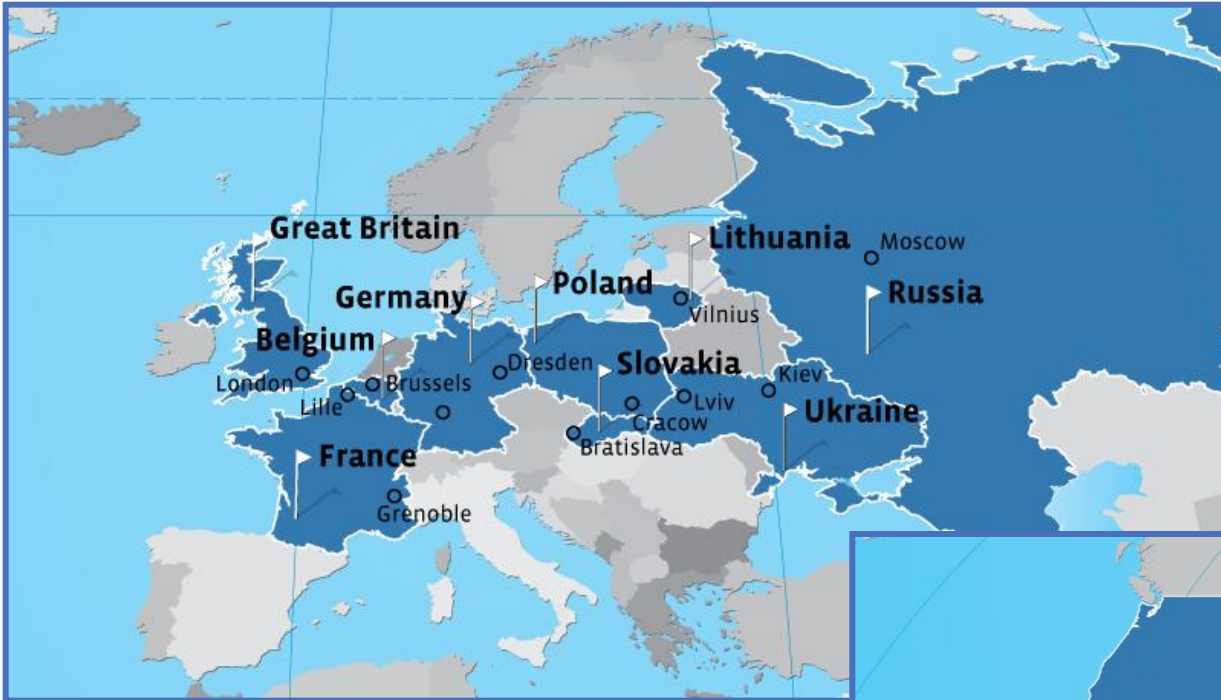 Great Britain
Lithuania
Moscow
Germany
Poland
Russia
Vilnius
Belgium
Dresden
Slovakia
London
Brussels
Kiev
Lille
Lviv
Ukraine
Cracow
Bratislava
France
Grenoble